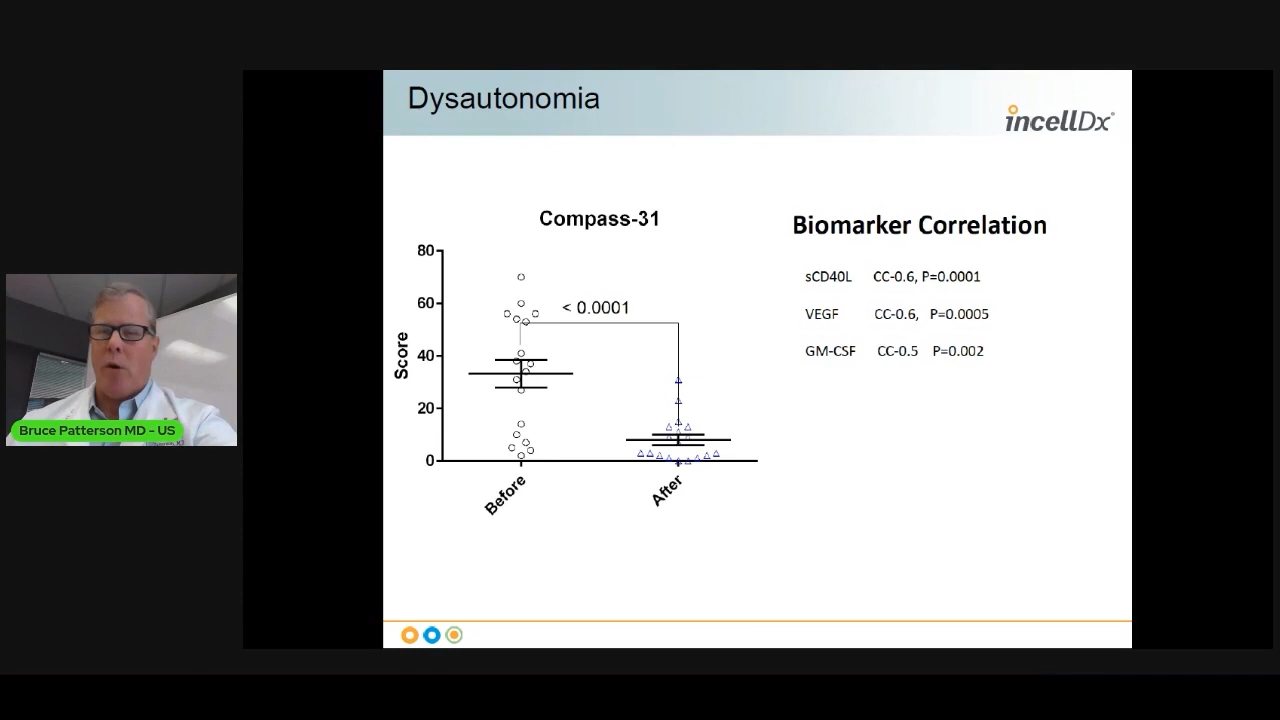 Dysautonomia
incellDx
Compass-31
Biomarker Correlation
80
60
40
20
0
Score
< 0.0001
Before
After
sCD40L CC-0.6, P=0.0001
VEGF CC-0.6, P=0.0005
GM-CSF CC-0.5 P=0.002
Bruce Patterson MD - US